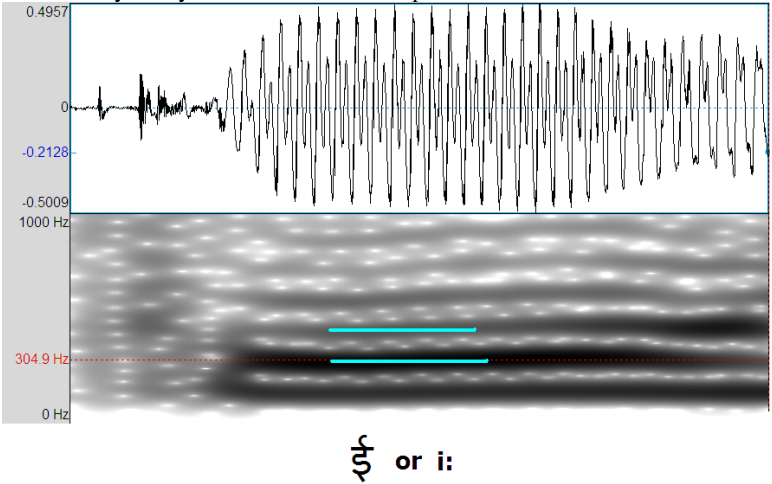 0.4957
0
-0.2128
-0.5009
1000 Hz
304.9 Hz
0 Hz
ई or i: